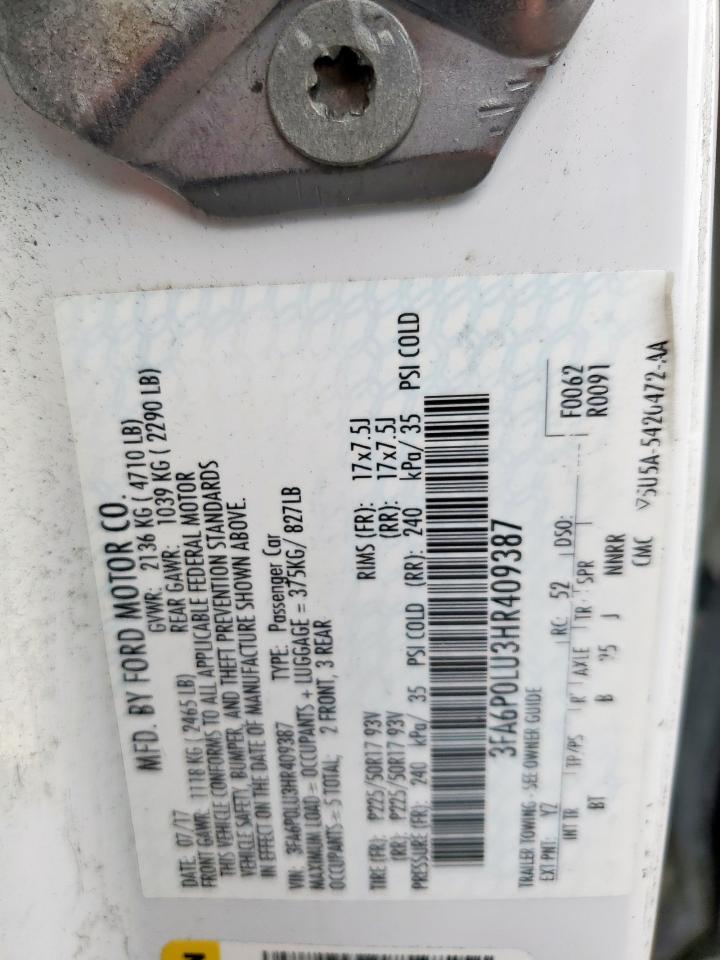 MFD. BY FORD MOTOR CO.
DATE: 07/17 GVWR: 2136 KG ( 4710 LB)
FRONT GAWR: 1118 KG ( 2465 LB) REAR GAWR: 1039 KG ( 2290 LB)
THIS VEHICLE CONFORMS TO ALL APPLICABLE FEDERAL MOTOR
VEHICLE SAFETY, BUMPER, AND THEFT PREVENTION STANDARDS
IN EFFECT ON THE DATE OF MANUFACTURE SHOWN ABOVE.
VIN: 3FA6P0LU3HR409387 TYPE: Passenger Car
MAXIMUM LOAD = OCCUPANTS + LUGGAGE = 375KG/ 827LB
OCCUPANTS = 5 TOTAL, 2 FRONT, 3 REAR
TIRE (FR): P225/50R17 93V RIMS (FR): 17x7.5J
(RR): P225/50R17 93V (RR): 17x7.5J
PRESSURE (FR): 240 kPa/ 35 PSI COLD (RR): 240 kPa/ 35 PSI COLD
3FA6P0LU3HR409387
TRAILER TOWING - SEE OWNER GUIDE
F0062
R0091
EXT PNT: YZ RC: 52 DSO:
INT TR TP/PS R AXLE TR SPR
BT B J NNRR
CMC 5U5A-5420472-AA